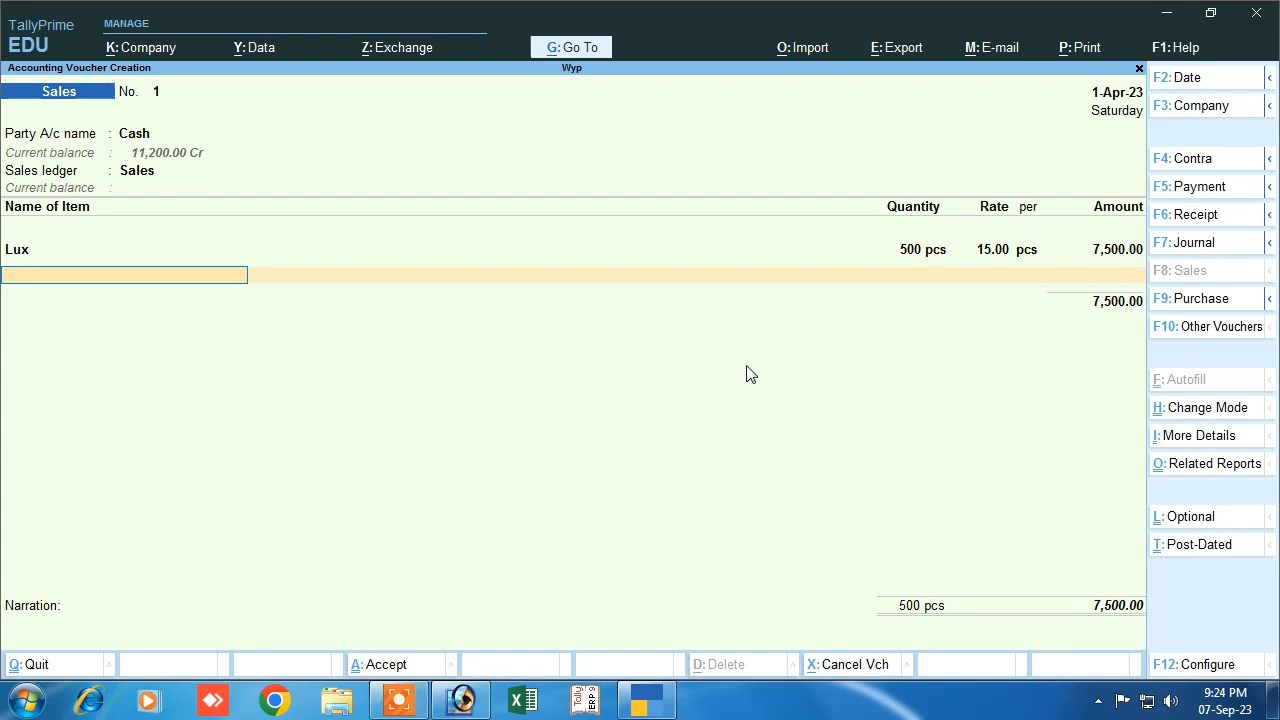 TallyPrime
EDU
MANAGE
K: Company
Y: Data
Z: Exchange
G: Go To
O: Import
E: Export
M: E-mail
P: Print
F1: Help
Accounting Voucher Creation
Wyp
Sales No. 1
1-Apr-23
Saturday
Party A/c name : Cash
Current balance : 11,200.00 Cr
Sales ledger : Sales
Current balance :
Name of Item Quantity Rate per Amount
Lux 500 pcs 15.00 pcs 7,500.00
7,500.00
Narration: 500 pcs 7,500.00
F2: Date
F3: Company
F4: Contra
F5: Payment
F6: Receipt
F7: Journal
F8: Sales
F9: Purchase
F10: Other Vouchers
F: Autofill
H: Change Mode
I: More Details
O: Related Reports
L: Optional
T: Post-Dated
Q: Quit
A: Accept
D: Delete
X: Cancel Vch
F12: Configure
Tally
ERP 9
9:24 PM
07-Sep-23